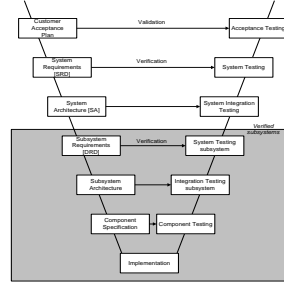 Customer
Acceptance
Plan
Validation
Acceptance Testing
System
Requirements
[SRD]
Verification
System Testing
System
Architecture [SA]
System Integration
Testing
Verified
subsystems
Subsystem
Requirements
[DRD]
Verification
System Testing
subsystem
Subsystem
Architecture
Integration Testing
subsystem
Component
Specification
Component Testing
Implementation